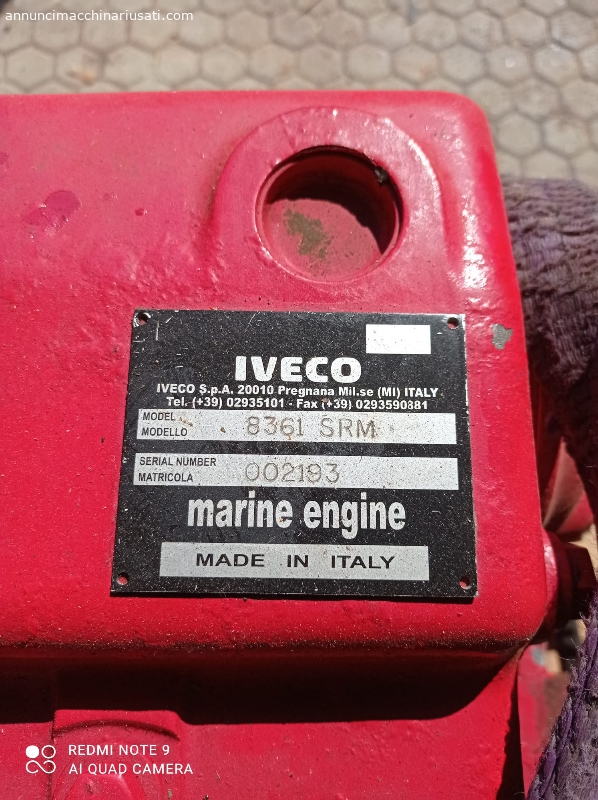 annuncimacchinariusati.com
IVECO
IVECO S.p.A. 20010 Pregnana Mil.se (MI) ITALY
Tel. (+39) 02935101 - Fax (+39) 0293590881
MODEL
MODELLO
8361 SRM
SERIAL NUMBER
MATRICOLA
002193
marine engine
MADE IN ITALY
REDMI NOTE 9
AI QUAD CAMERA